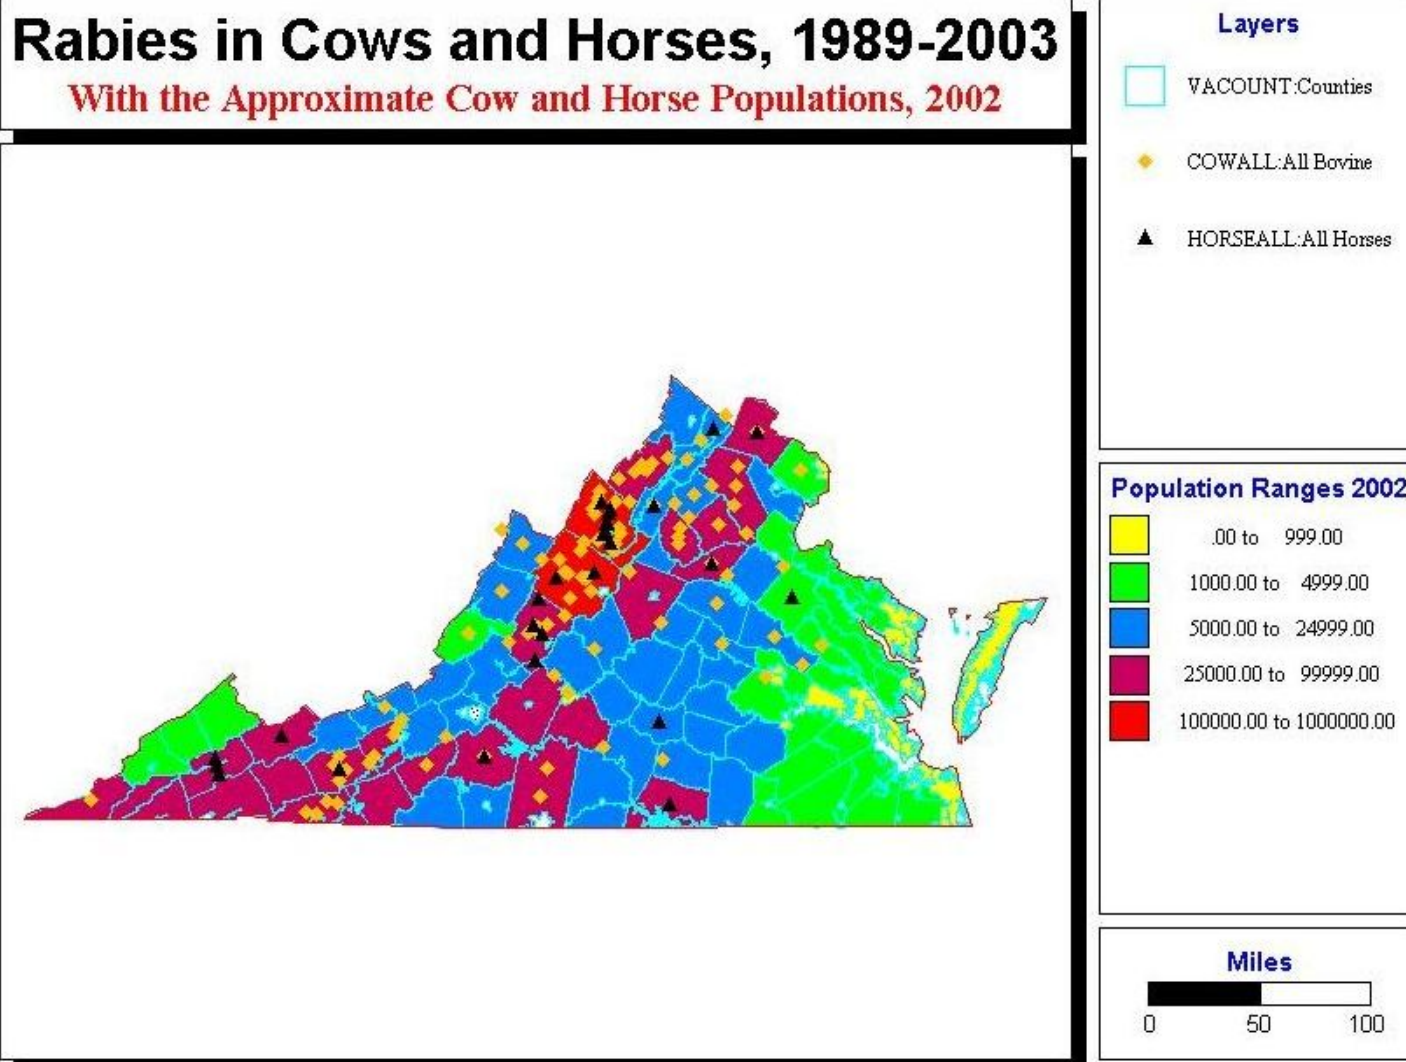 Rabies in Cows and Horses, 1989-2003
With the Approximate Cow and Horse Populations, 2002
Layers
VACOUNT:Counties
COWALL:All Bovine
HORSEALL:All Horses
Population Ranges 2002
.00 to 999.00
1000.00 to 4999.00
5000.00 to 24999.00
25000.00 to 99999.00
100000.00 to 1000000.00
Miles
0 50 100